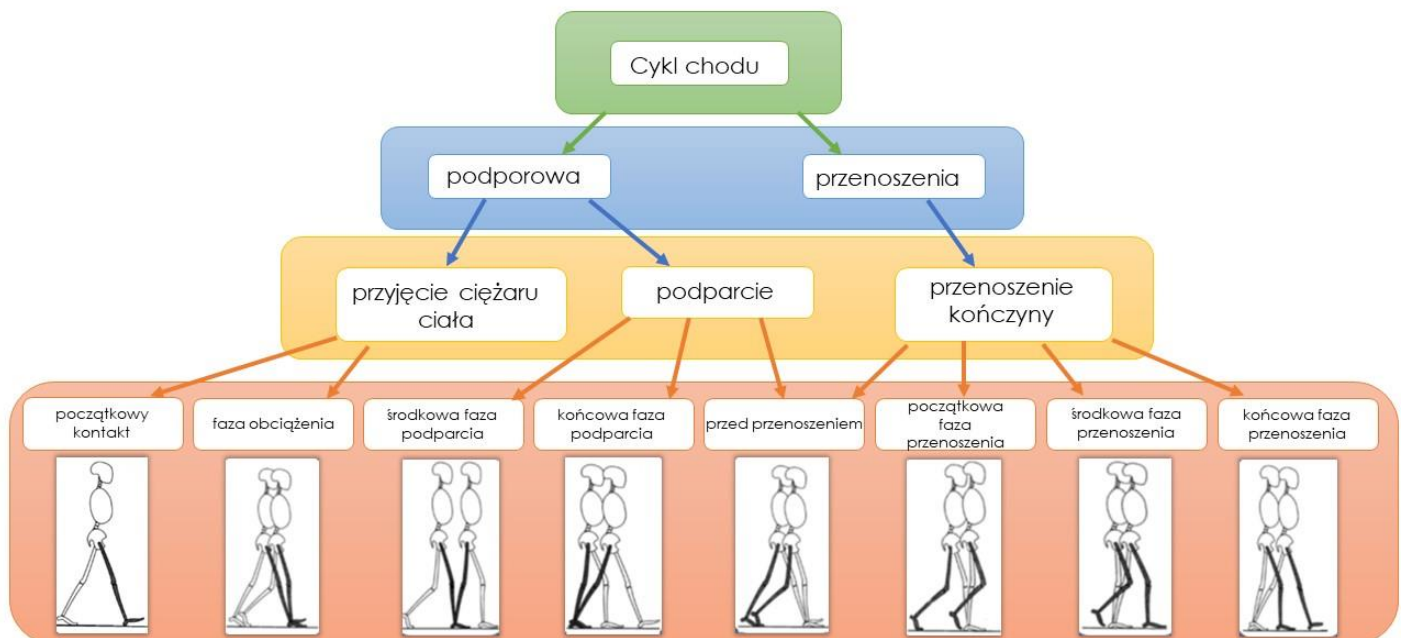 Cykl chodu
podporowa
przenoszenia
przyjęcie ciężaru
ciała
podparcie
przenoszenie
kończyny
początkowy
kontakt
faza obciążenia
środkowa faza
podparcia
końcowa faza
podparcia
przed przenoszeniem
początkowa
faza
przenoszenia
środkowa faza
przenoszenia
końcowa faza
przenoszenia